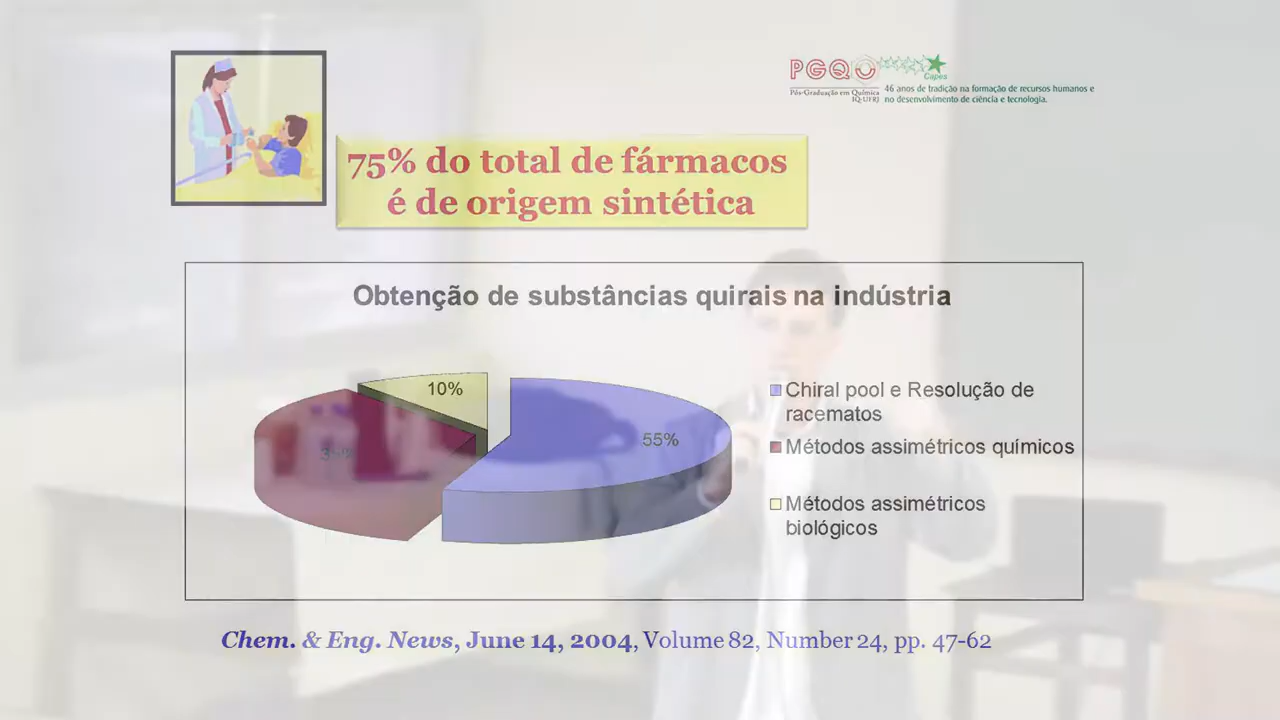 PGQ
Capes
Pós-Graduação em Química
IQ-UFRJ
46 anos de tradição na formação de recursos humanos e
no desenvolvimento de ciência e tecnologia.
75% do total de fármacos
é de origem sintética
Obtenção de substâncias quirais na indústria
10%
55%
Chiral pool e Resolução de
racematos
Métodos assimétricos químicos
Métodos assimétricos
biológicos
Chem. & Eng. News, June 14, 2004, Volume 82, Number 24, pp. 47-62